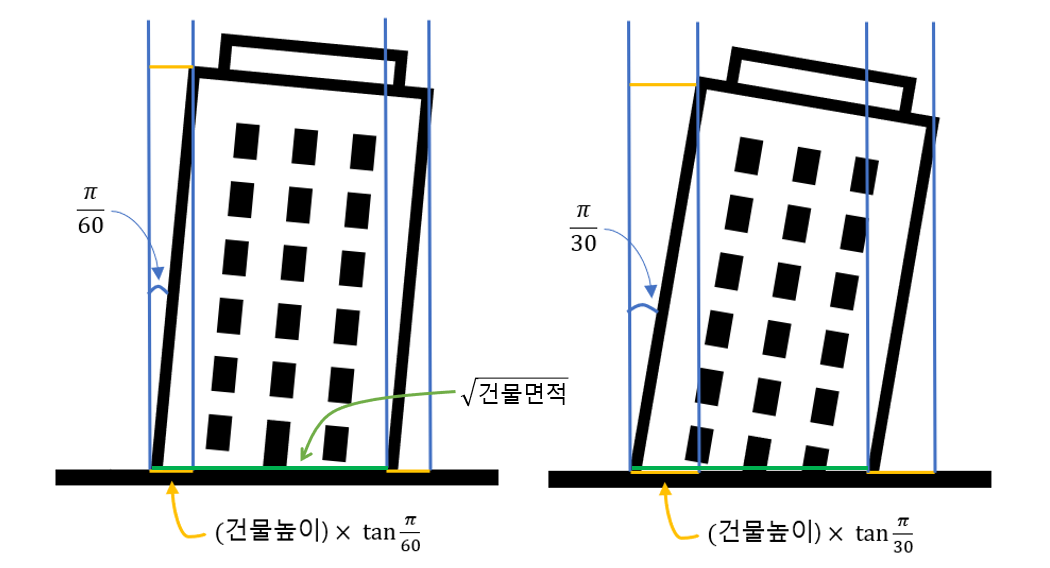 π/60
π/30
√건물면적
(건물높이) × tan π/60
(건물높이) × tan π/30